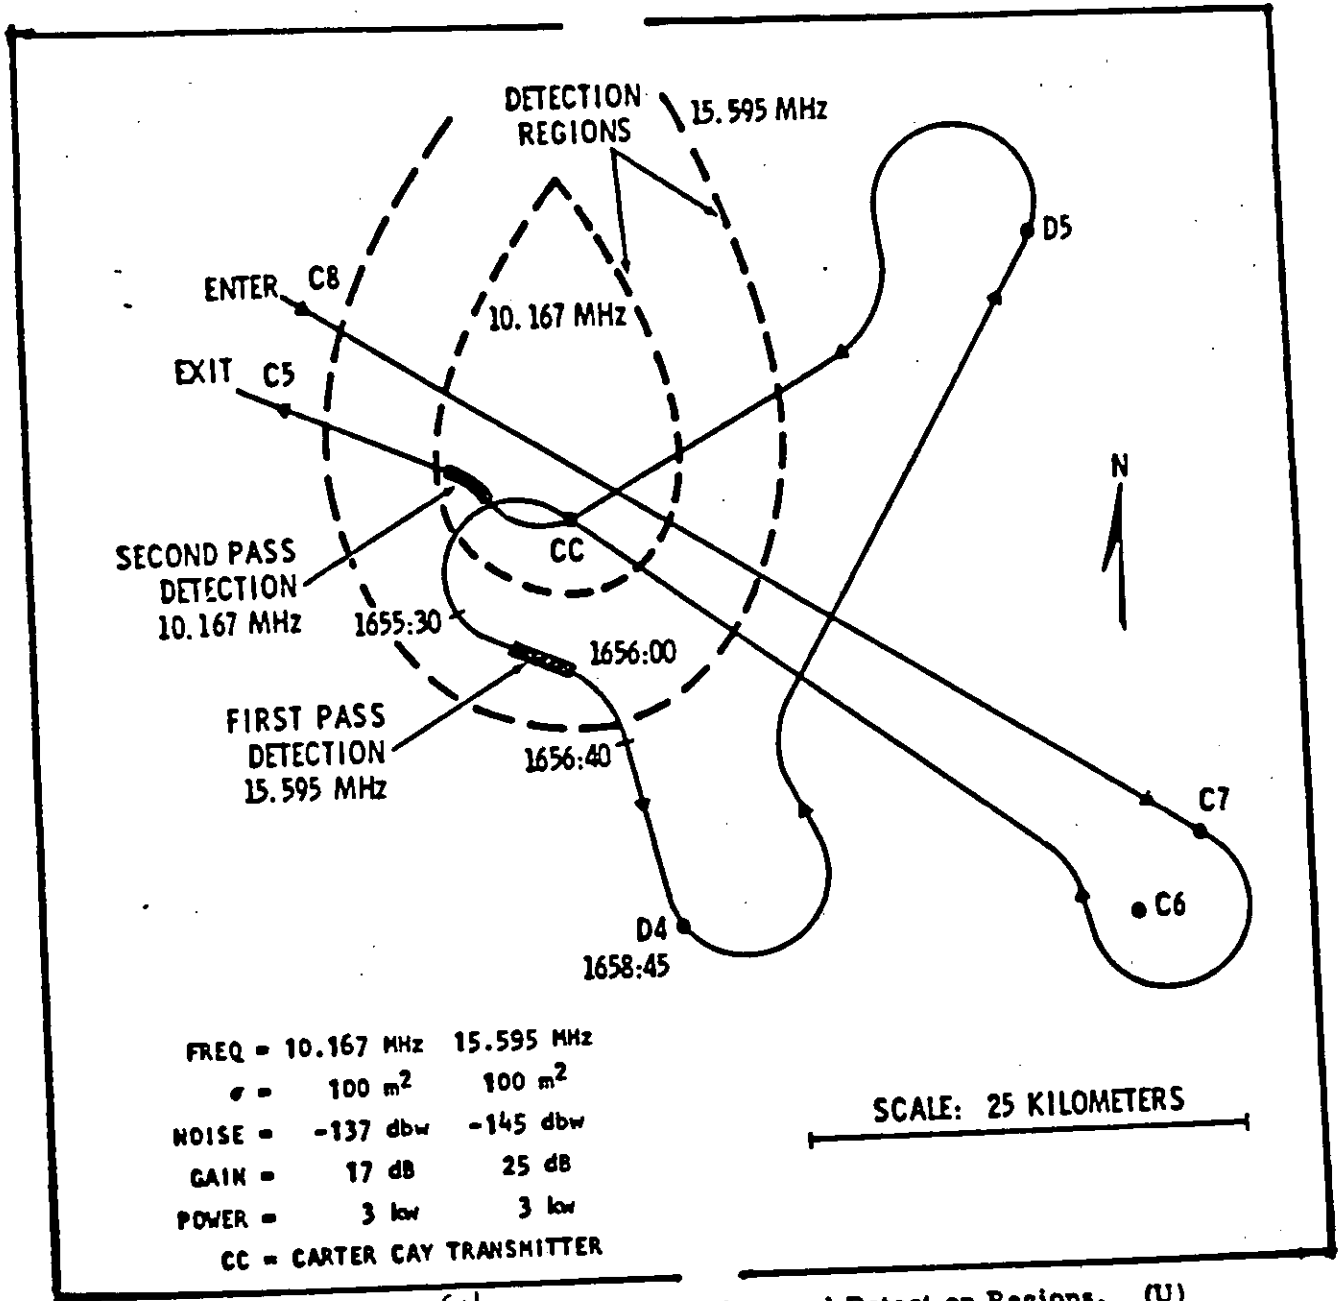 DETECTION
REGIONS
15.595 MHz
D5
ENTER C8
10.167 MHz
EXIT C5
N
CC
SECOND PASS
DETECTION
10.167 MHz
1655:30
1656:00
FIRST PASS
DETECTION
15.595 MHz
1656:40
C7
C6
D4
1658:45
FREQ = 10.167 MHz 15.595 MHz
σ = 100 m² 100 m²
NOISE = -137 dbw -145 dbw
GAIN = 17 dB 25 dB
POWER = 3 kw 3 kw
CC = CARTER CAY TRANSMITTER
SCALE: 25 KILOMETERS
Regions. (U)